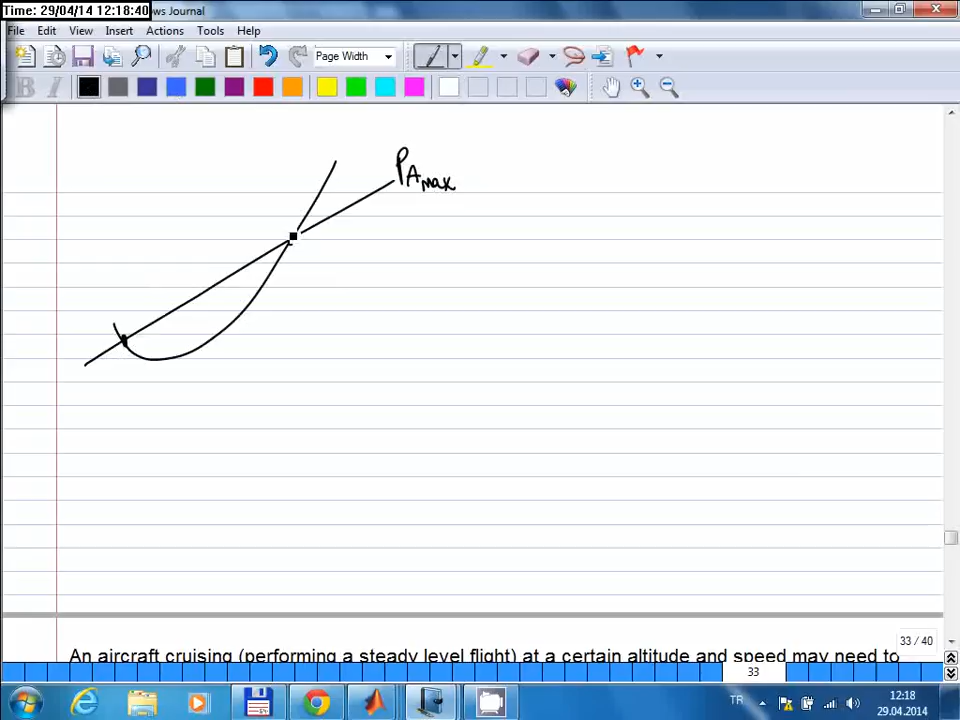 Time: 29/04/14 12:18:40
ws Journal
File Edit View Insert Actions Tools Help
Page Width
B I
PAmax
33 / 40
An aircraft cruising (performing a steady level flight) at a certain altitude and speed may need to
33
TR
12:18
29.04.2014